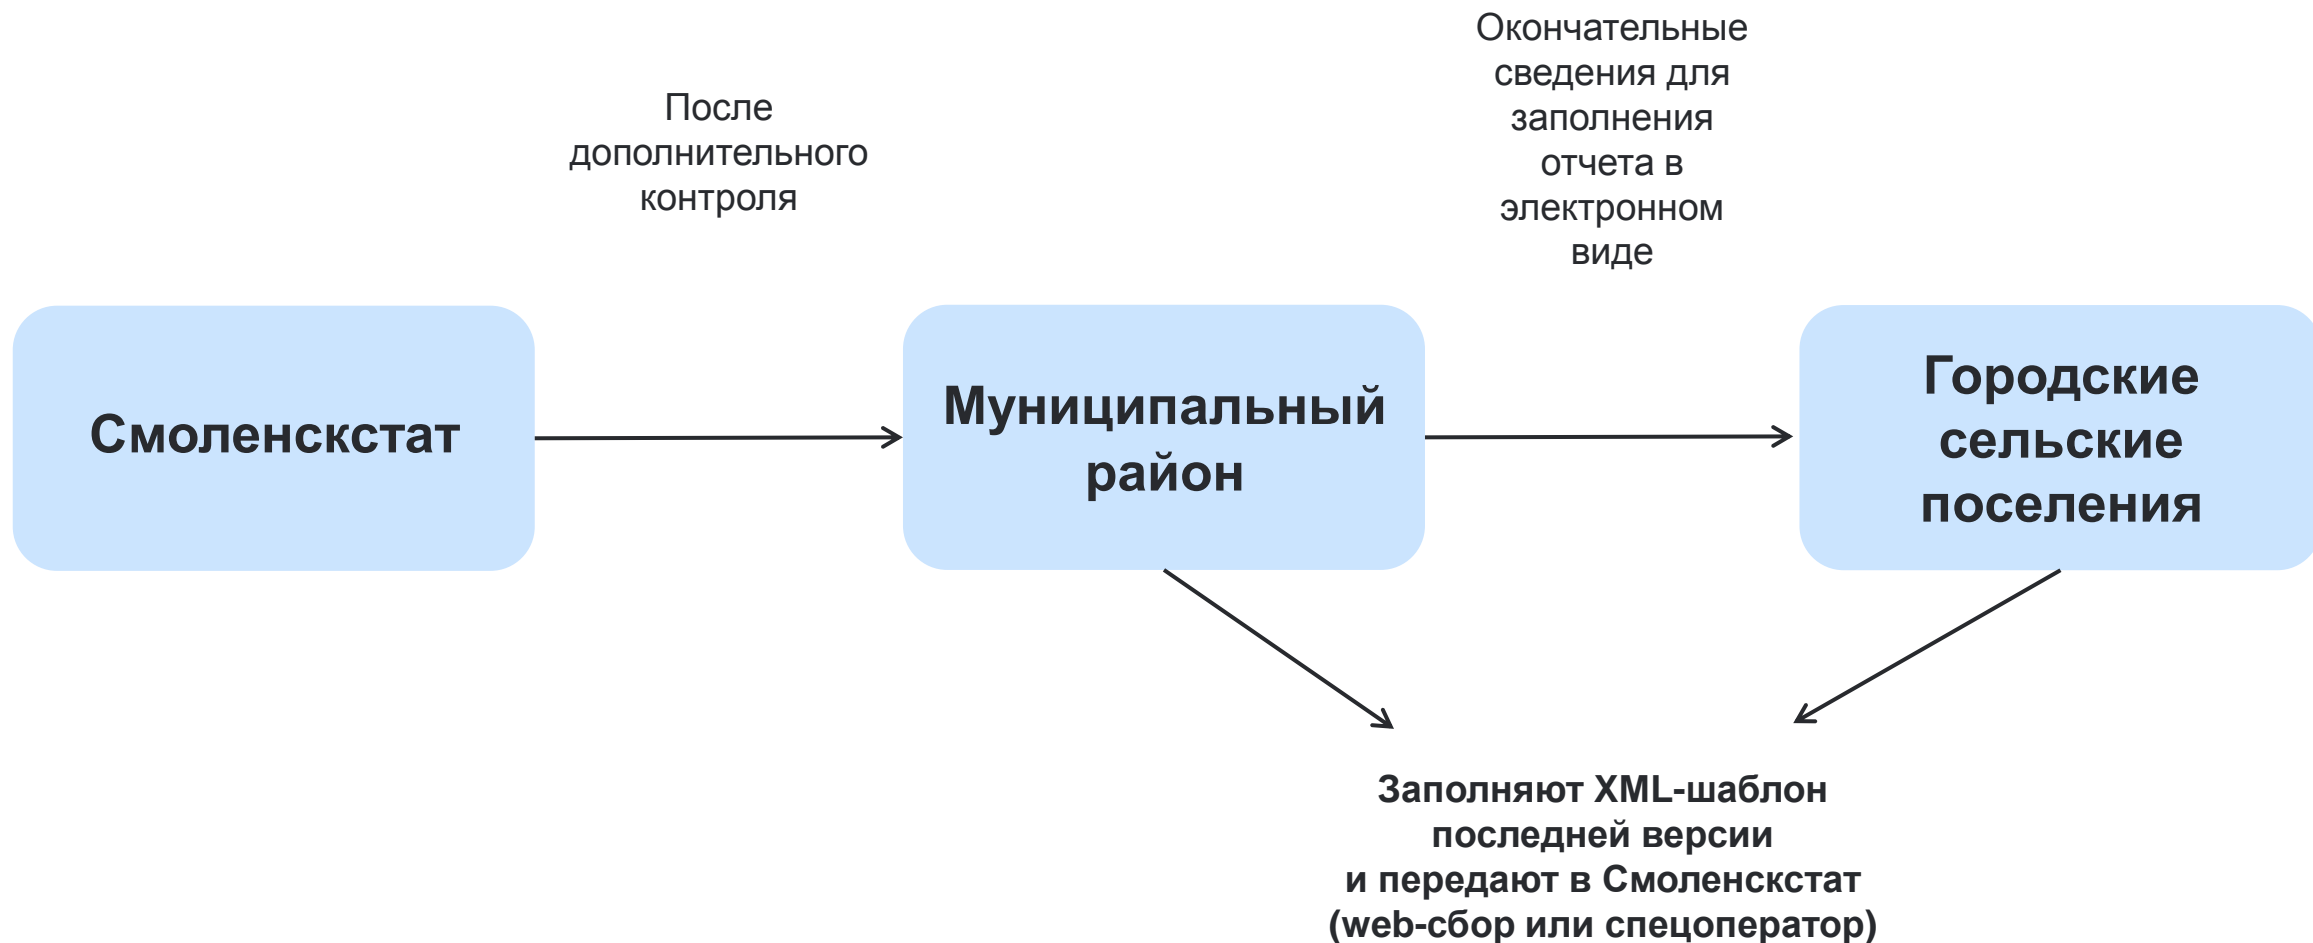 После
дополнительного
контроля
Окончательные
сведения для
заполнения
отчета в
электронном
виде
Смоленскстат
Муниципальный
район
Городские
сельские
поселения
Заполняют XML-шаблон
последней версии
и передают в Смоленскстат
(web-сбор или спецоператор)